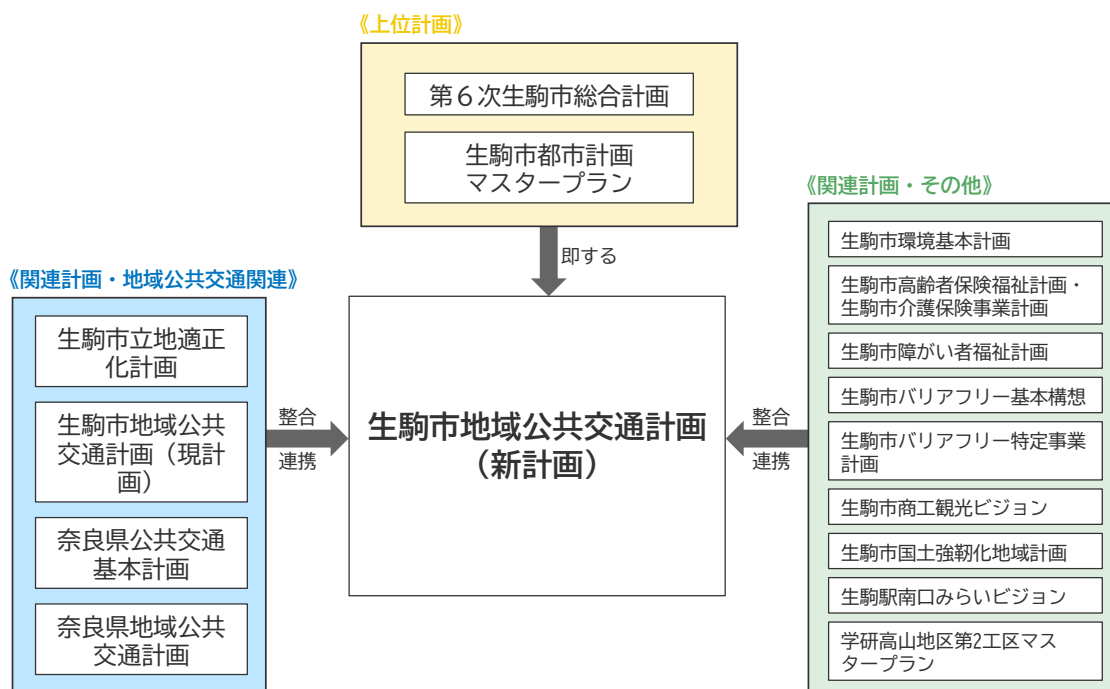 《上位計画》
第６次生駒市総合計画
生駒市都市計画
マスタープラン
即する
《関連計画・地域公共交通関連》
生駒市立地適正
化計画
生駒市地域公共
交通計画（現計
画）
奈良県公共交通
基本計画
奈良県地域公共
交通計画
整合
連携
生駒市地域公共交通計画
（新計画）
整合
連携
《関連計画・その他》
生駒市環境基本計画
生駒市高齢者保険福祉計画・
生駒市介護保険事業計画
生駒市障がい者福祉計画
生駒市バリアフリー基本構想
生駒市バリアフリー特定事業
計画
生駒市商工観光ビジョン
生駒市国土強靭化地域計画
生駒駅南口みらいビジョン
学研高山地区第2工区マス
タープラン